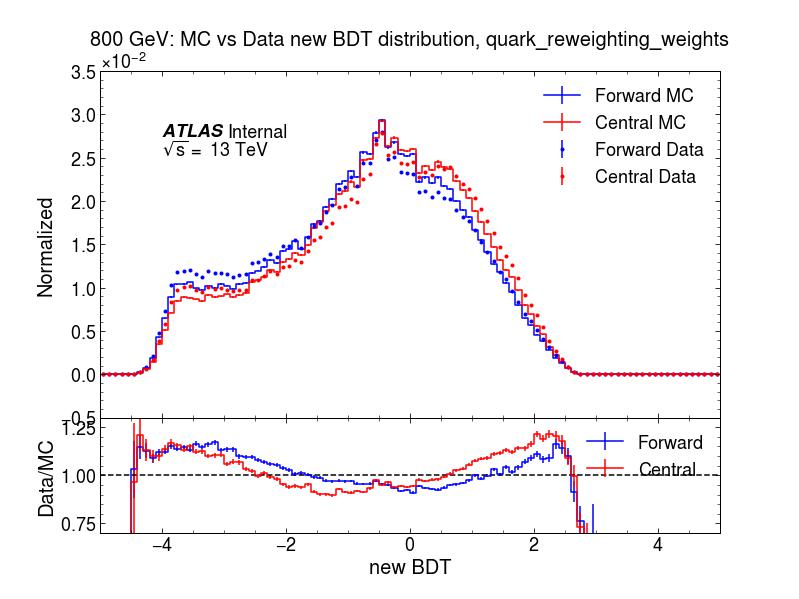 800 GeV: MC vs Data new BDT distribution, quark_reweighting_weights
×10⁻²
3.5
3.0
2.5
2.0
1.5
1.0
0.5
0.0
0.5
Normalized
ATLAS Internal
√s = 13 TeV
Forward MC
Central MC
Forward Data
Central Data
1.25
1.00
0.75
Data/MC
Forward
Central
−4
−2
0
2
4
new BDT